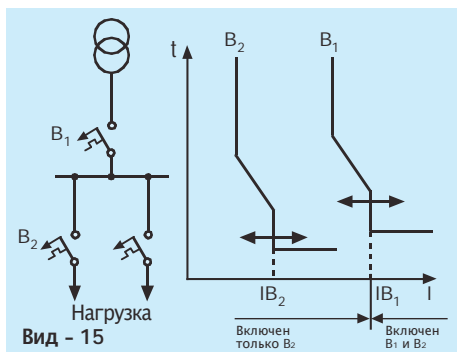 B₁
B₂
Нагрузка
Вид - 15
t
B₂
B₁
IB₂
IB₁
I
Включен
только B₂
Включен
B₁ и B₂